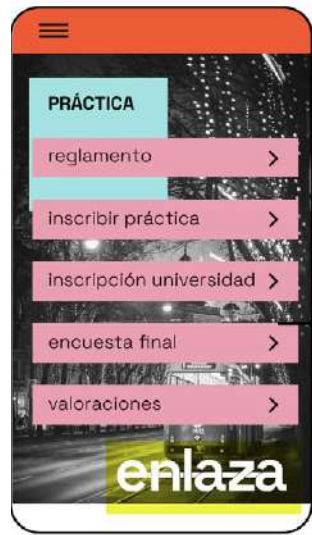 PRÁCTICA
reglamento
inscribir práctica
inscripción universidad
encuesta final
valoraciones
enlaza